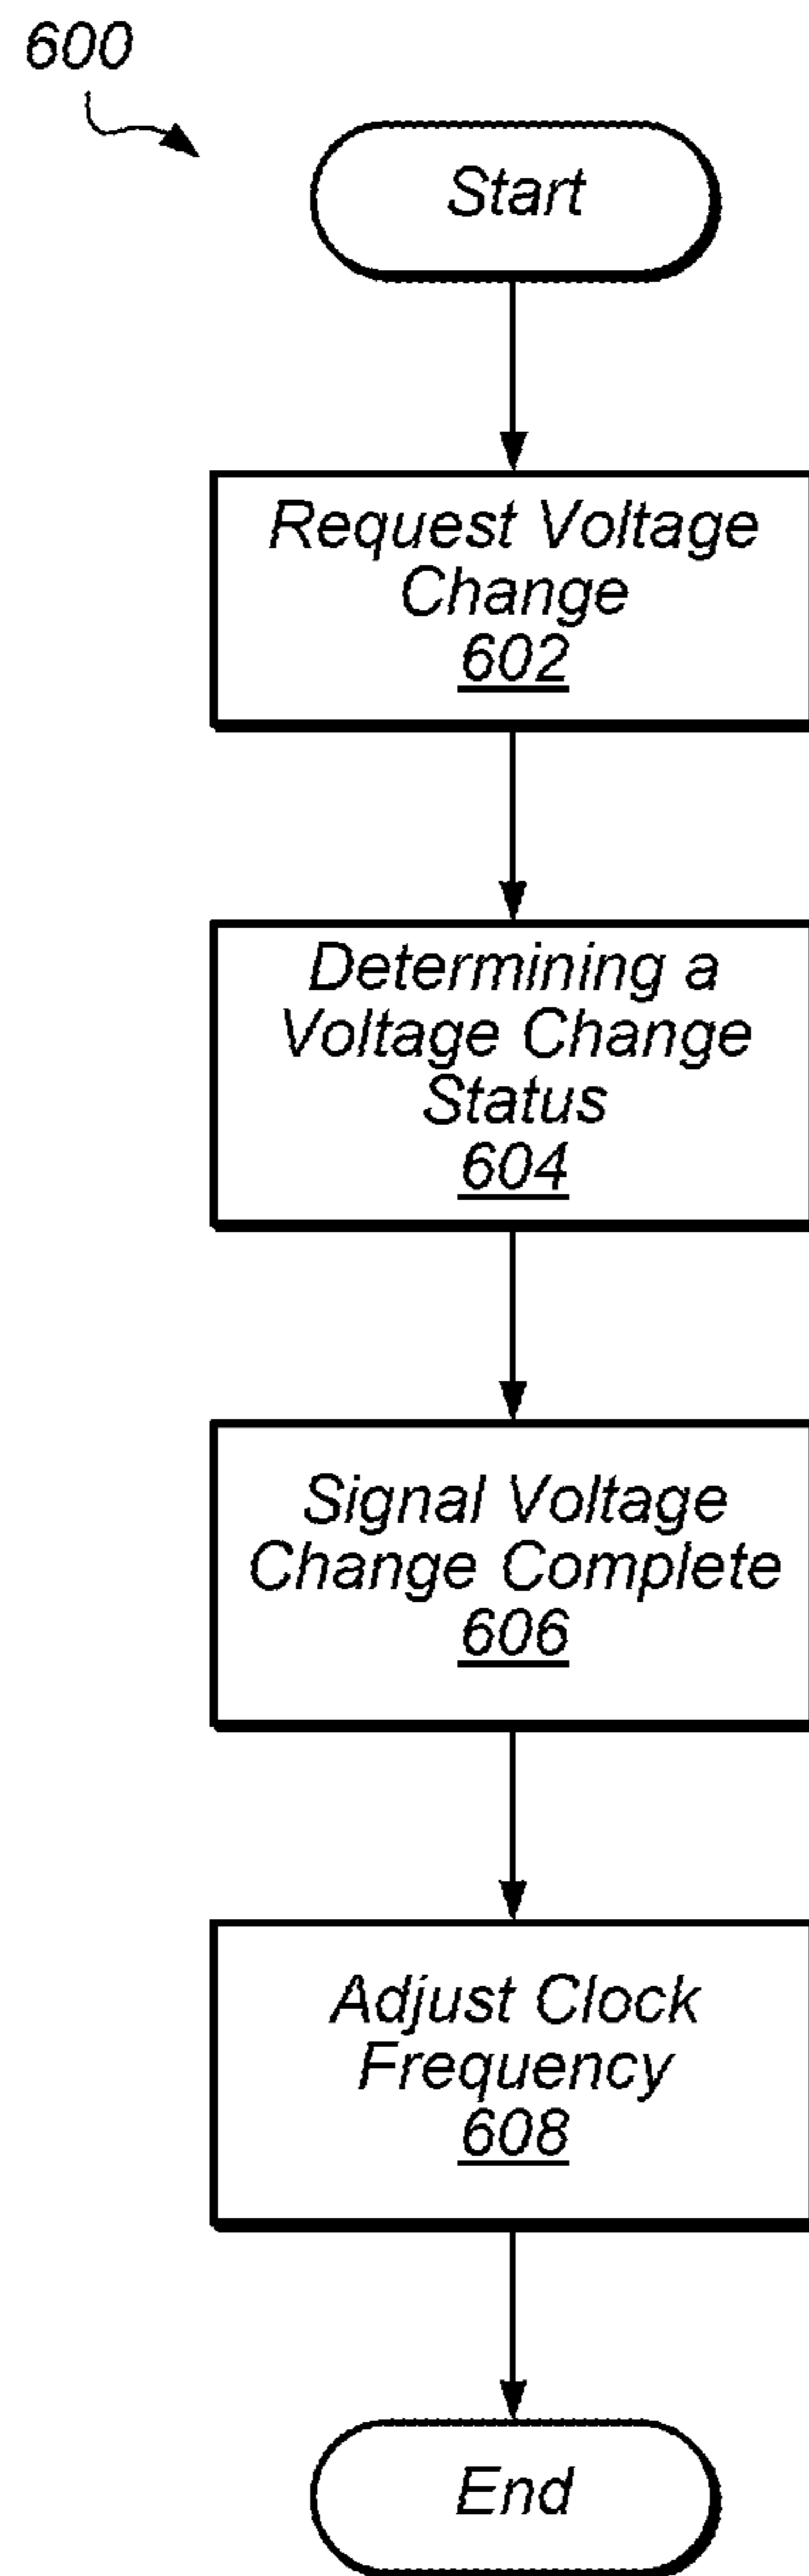 600
Start
Request Voltage
Change
602
Determining a
Voltage Change
Status
604
Signal Voltage
Change Complete
606
Adjust Clock
Frequency
608
End